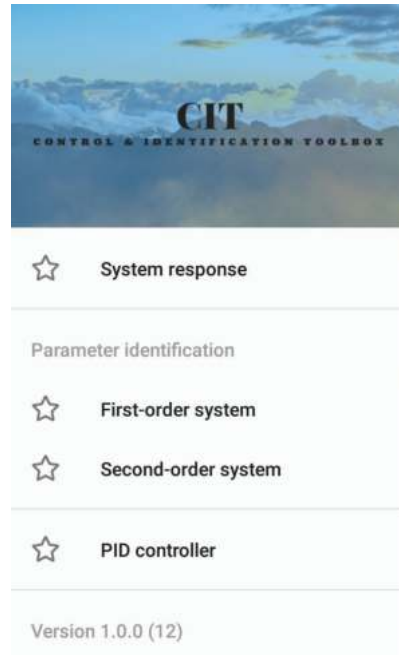 CIT
CONTROL & IDENTIFICATION TOOLBOX
System response
Parameter identification
First-order system
Second-order system
PID controller
Version 1.0.0 (12)